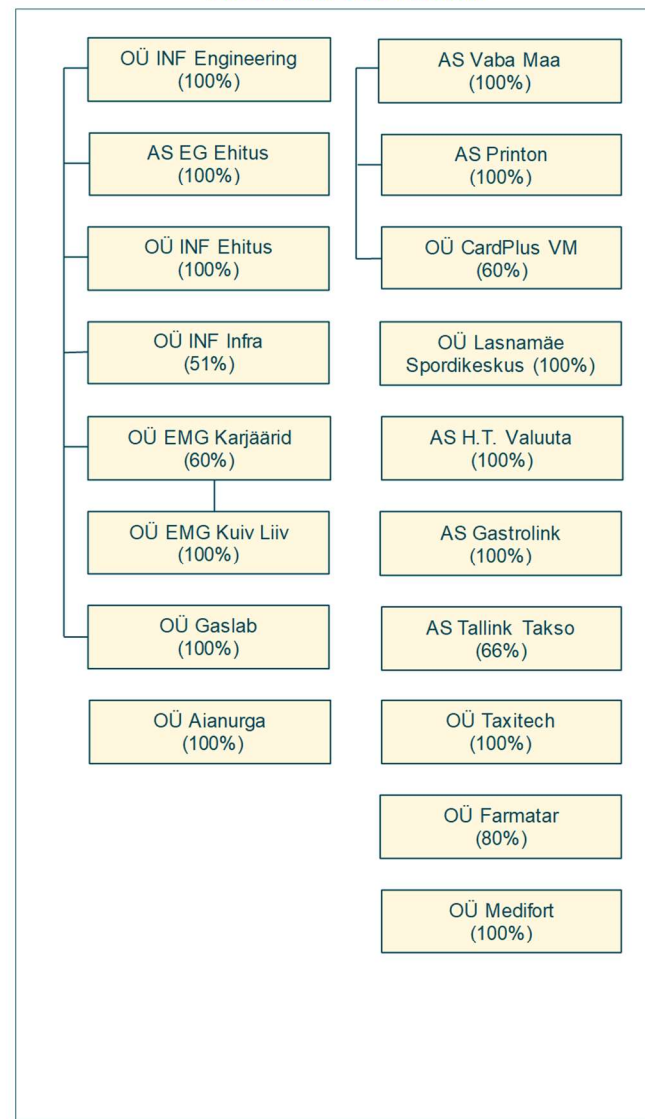 OÜ INF Engineering
(100%)
AS EG Ehitus
(100%)
OÜ INF Ehitus
(100%)
OÜ INF Infra
(51%)
OÜ EMG Karjäärid
(60%)
OÜ EMG Kuiv Liiv
(100%)
OÜ Gaslab
(100%)
OÜ Aianurga
(100%)
AS Vaba Maa
(100%)
AS Printon
(100%)
OÜ CardPlus VM
(60%)
OÜ Lasnamäe
Spordikeskus (100%)
AS H.T. Valuuta
(100%)
AS Gastrolink
(100%)
AS Tallink Takso
(66%)
OÜ Taxitech
(100%)
OÜ Farmatar
(80%)
OÜ Medifort
(100%)